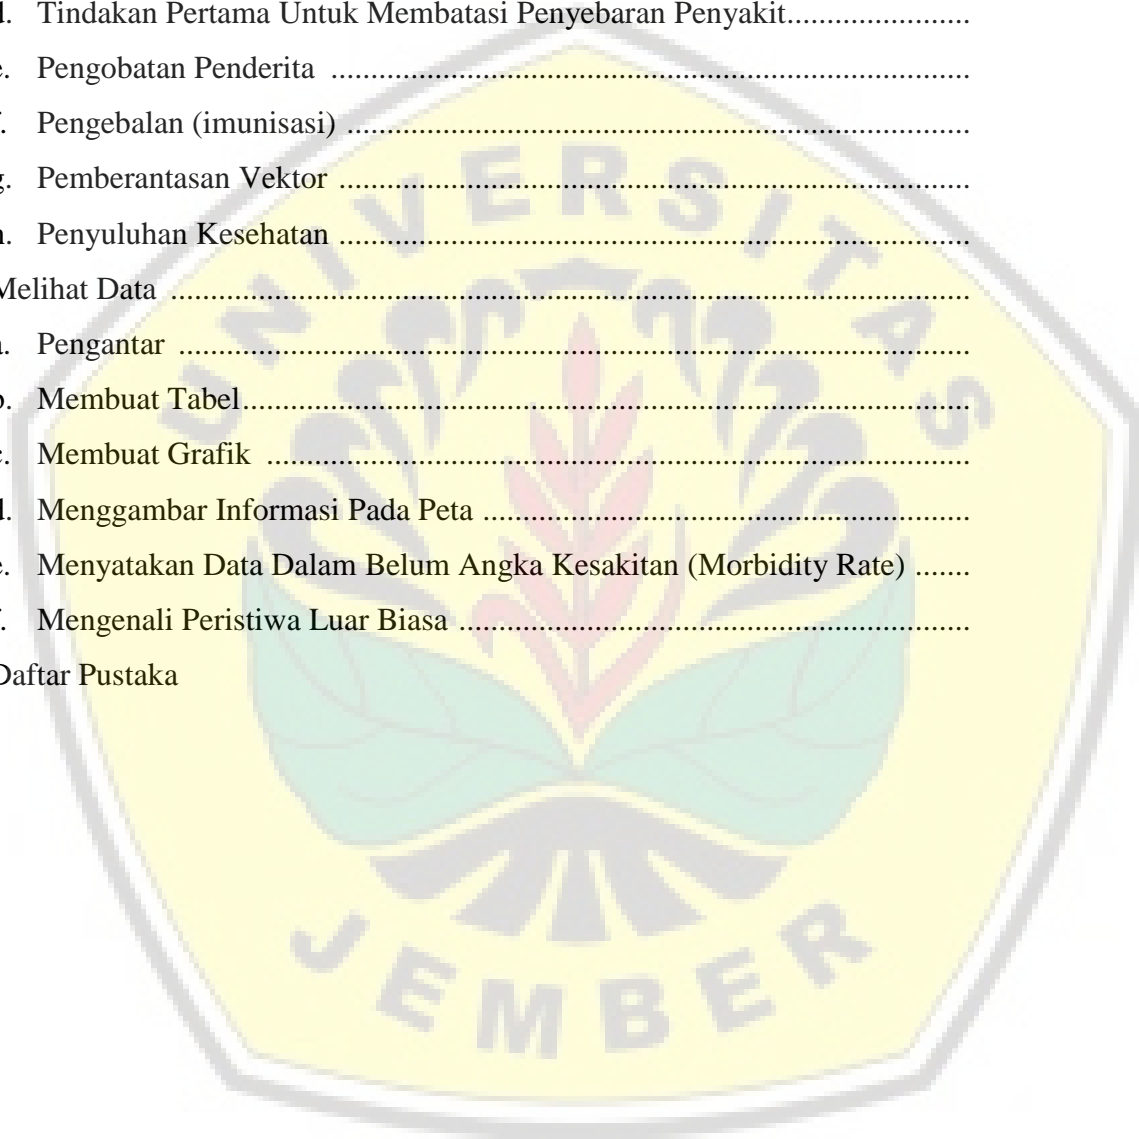 d. Tindakan Pertama Untuk Membatasi Penyebaran Penyakit.......................
e. Pengobatan Penderita .................................................................................
f. Pengebalan (imunisasi) ...............................................................................
g. Pemberantasan Vektor ................................................................................
h. Penyuluhan Kesehatan ................................................................................
Melihat Data .....................................................................................................
a. Pengantar ....................................................................................................
b. Membuat Tabel............................................................................................
c. Membuat Grafik .........................................................................................
d. Menggambar Informasi Pada Peta ..............................................................
e. Menyatakan Data Dalam Belum Angka Kesakitan (Morbidity Rate) .......
f. Mengenali Peristiwa Luar Biasa .................................................................
Daftar Pustaka
UNIVERSITAS
JEMBER